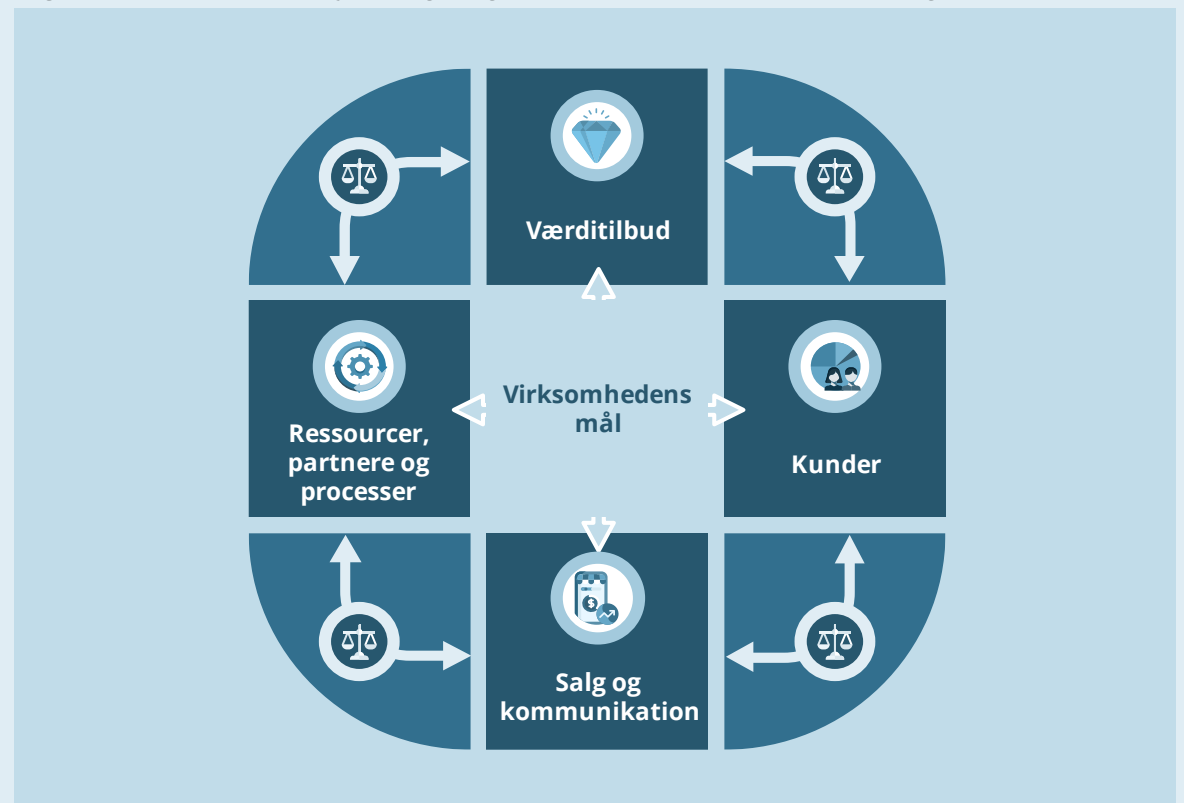 Værditilbud
Virksomhedens
mål
Ressourcer,
partnere og
processer
Kunder
$
Salg og
kommunikation